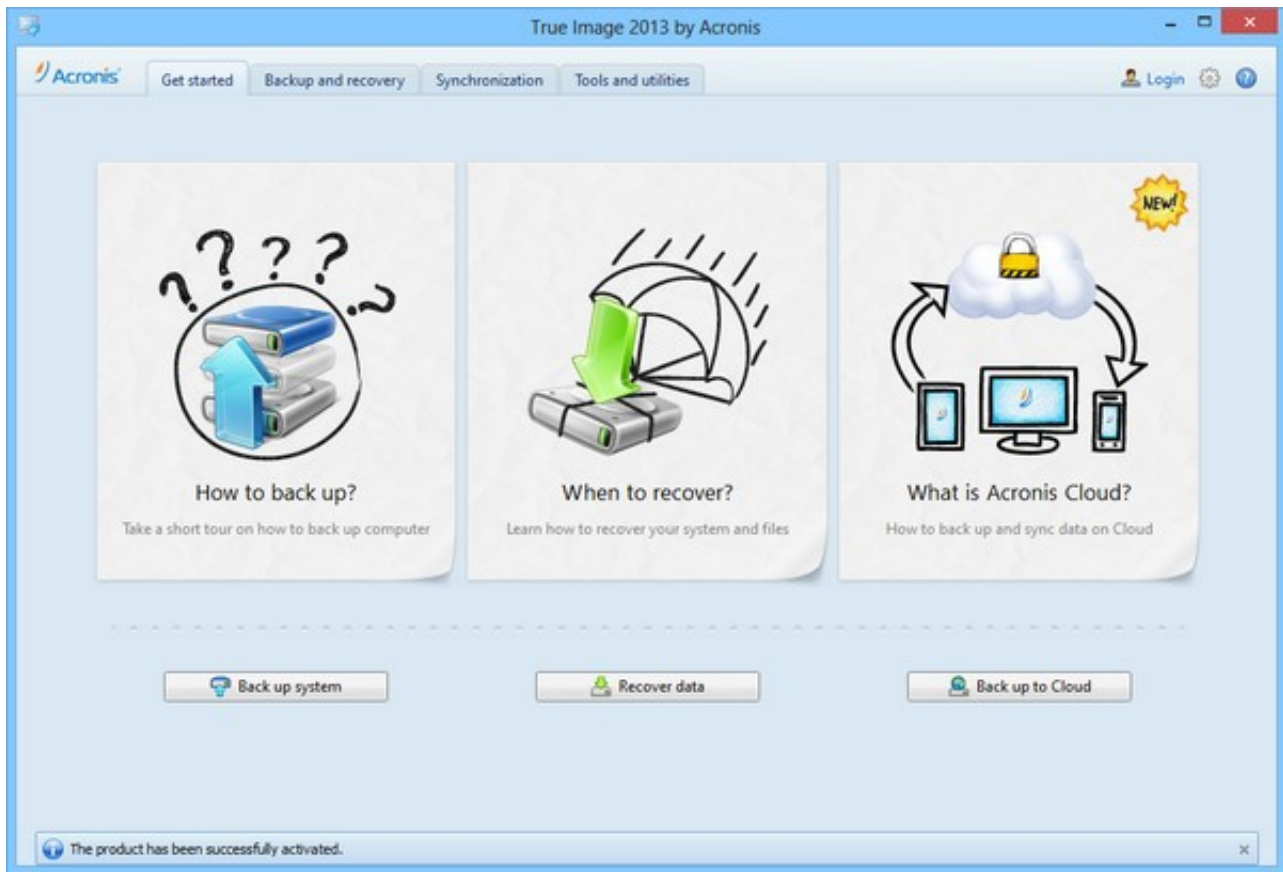 True Image 2013 by Acronis
Acronis
Get started
Backup and recovery
Synchronization
Tools and utilities
Login
NEW!
How to back up?
Take a short tour on how to back up computer
When to recover?
Learn how to recover your system and files
What is Acronis Cloud?
How to back up and sync data on Cloud
Back up system
Recover data
Back up to Cloud
The product has been successfully activated.